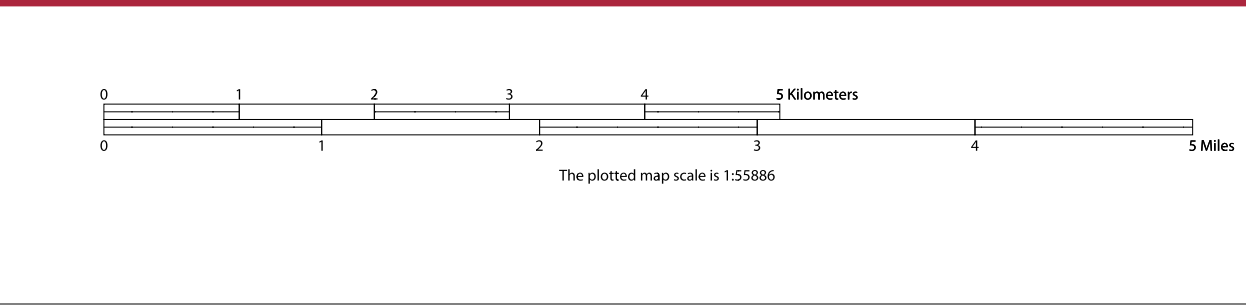 0 1 2 3 4 5 Kilometers
0 1 2 3 4 5 Miles
The plotted map scale is 1:55886